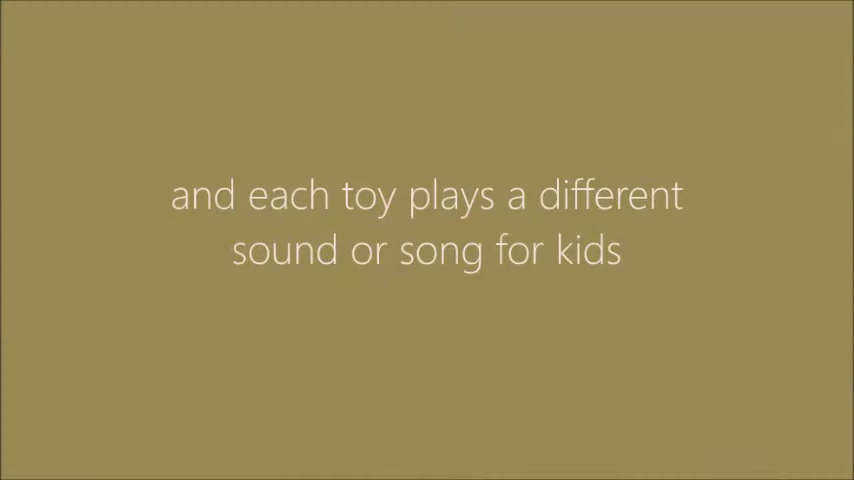 and each toy plays a different
sound or song for kids